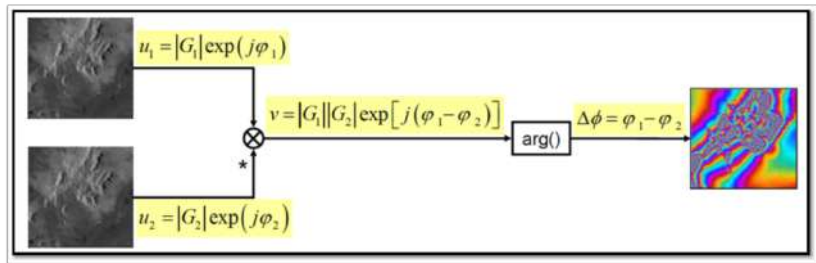 u₁ = |G₁| exp(jφ₁)
v = |G₁||G₂| exp[j(φ₁−φ₂)]
arg()
Δϕ = φ₁−φ₂
*
u₂ = |G₂| exp(jφ₂)